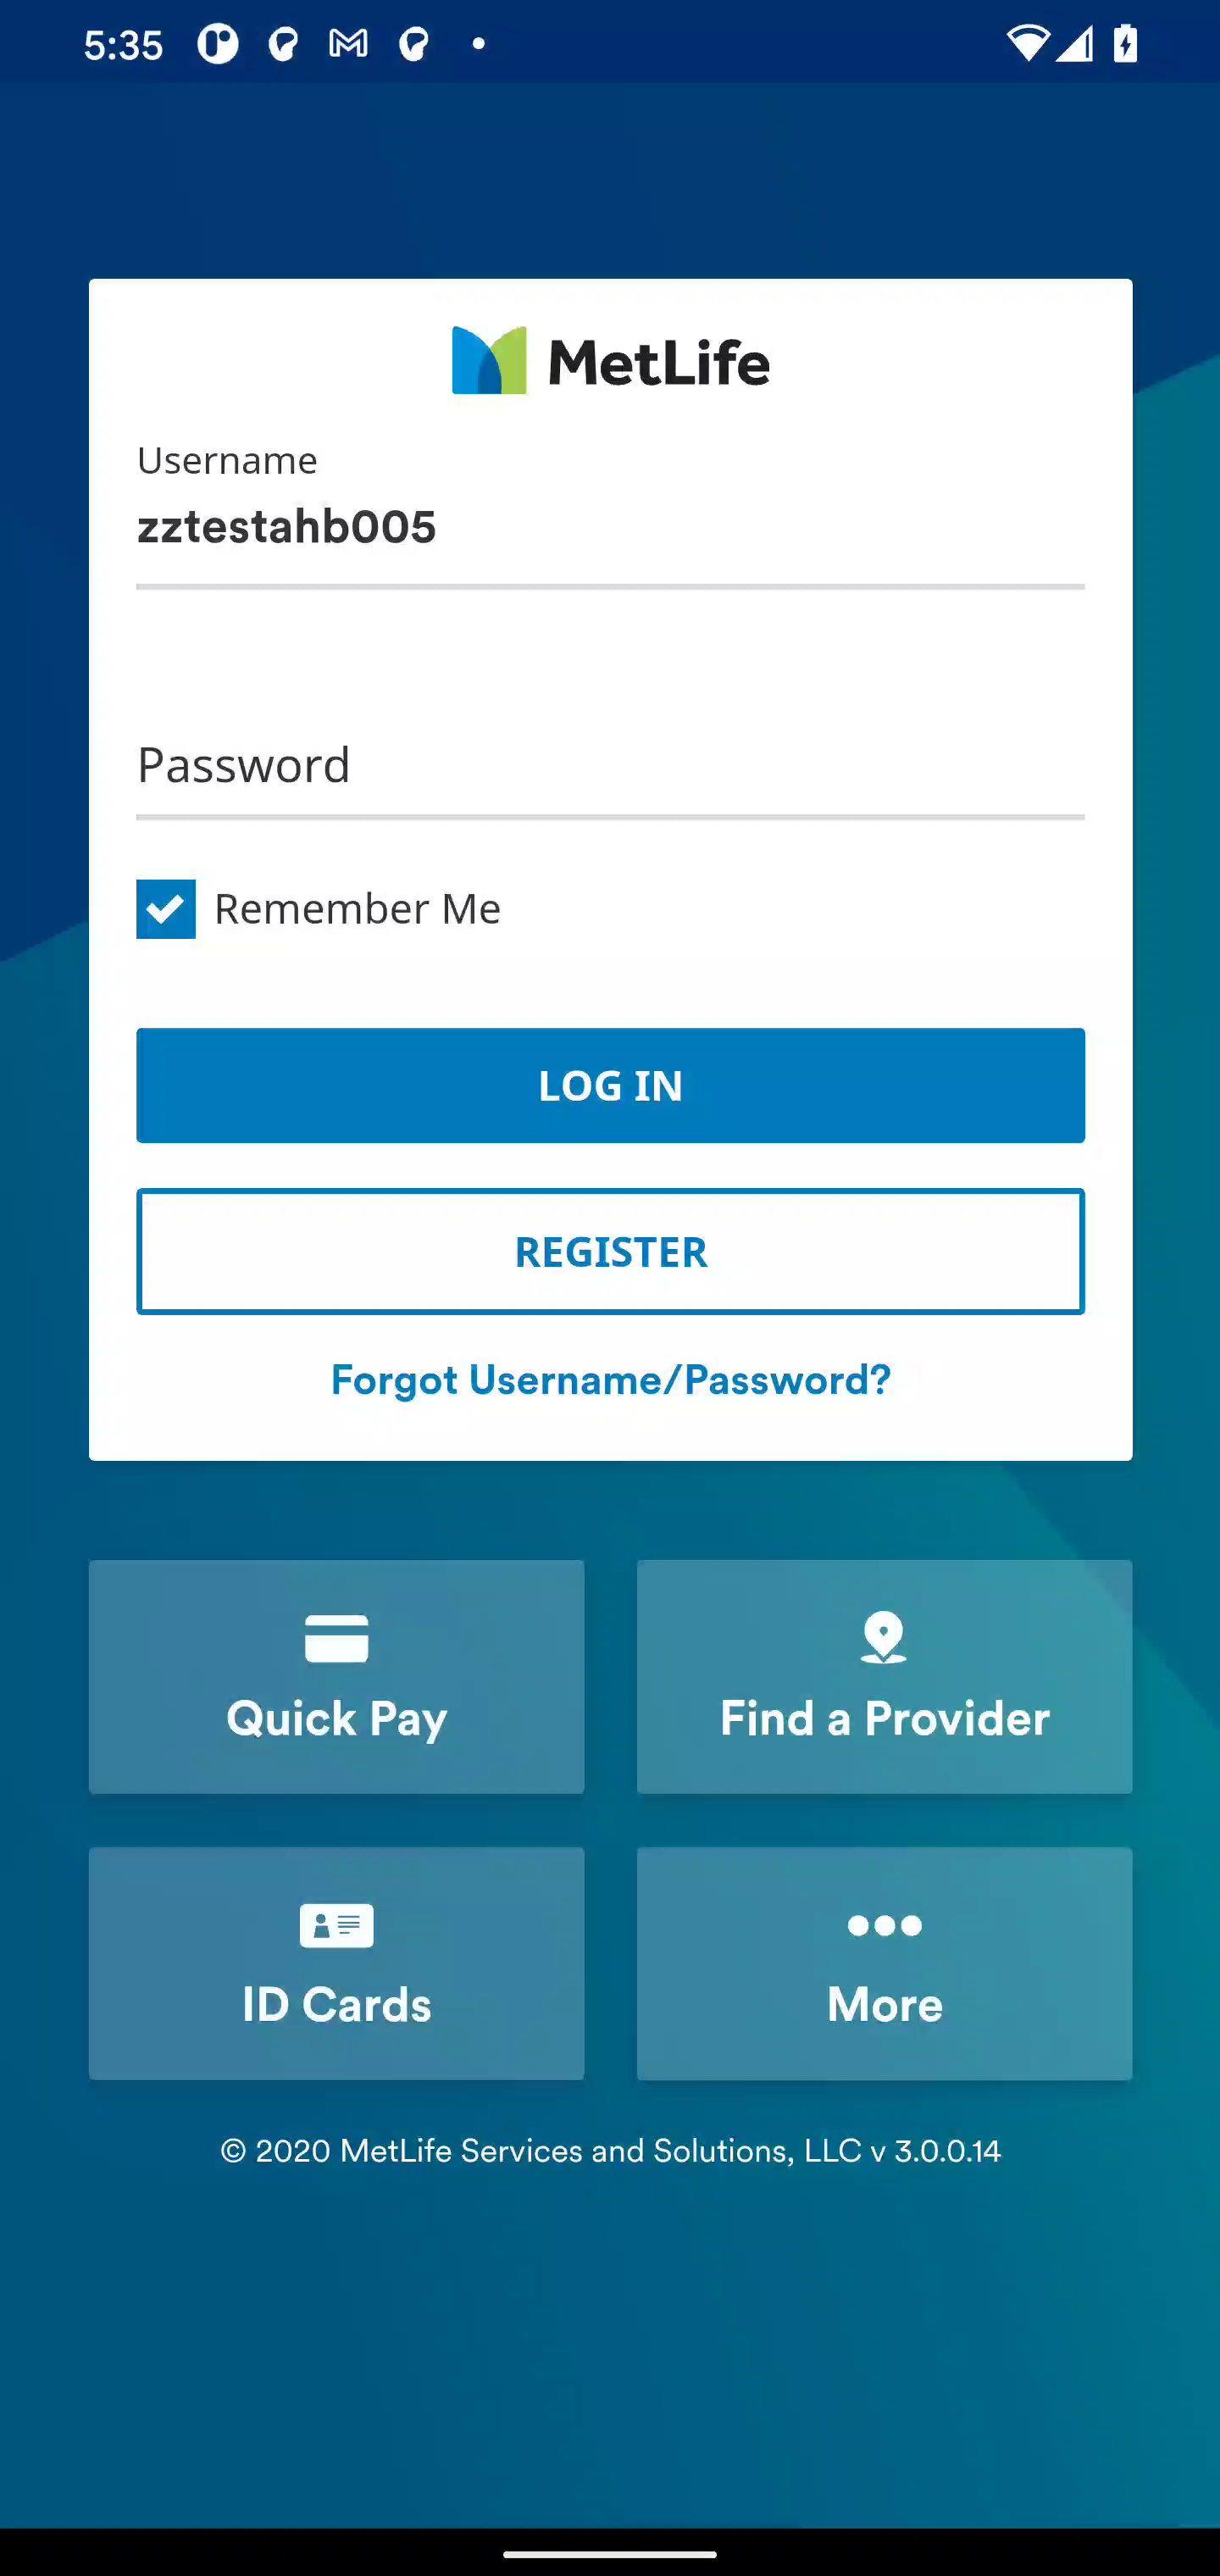 5:35
MetLife
Username
zztestahb005
Password
Remember Me
LOG IN
REGISTER
Forgot Username/Password?
Quick Pay
Find a Provider
ID Cards
More
© 2020 MetLife Services and Solutions, LLC v 3.0.0.14